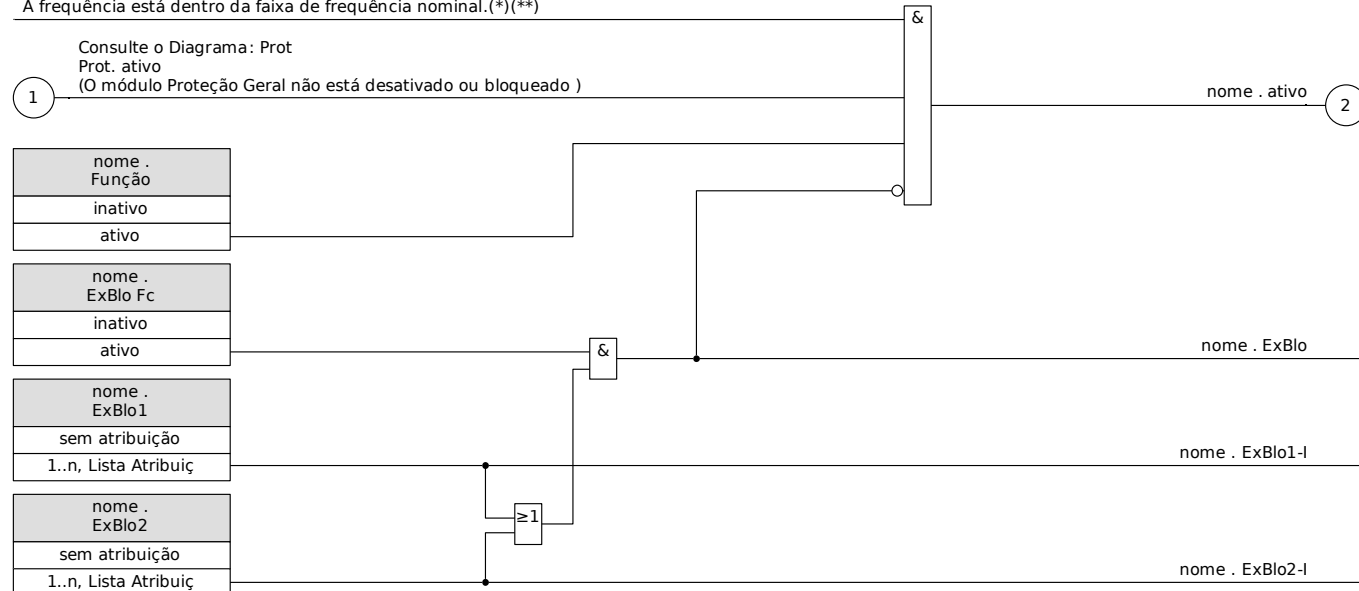 A frequência está dentro da faixa de frequência nominal.(*)(**)
&
Consulte o Diagrama: Prot
Prot. ativo
(O módulo Proteção Geral não está desativado ou bloqueado )
1
nome . ativo
2
nome .
Função
inativo
ativo
nome .
ExBlo Fc
inativo
ativo
&
nome . ExBlo
nome .
ExBlo1
sem atribuição
1..n, Lista Atribuiç
nome . ExBlo1-I
nome .
ExBlo2
sem atribuição
1..n, Lista Atribuiç
≥1
nome . ExBlo2-I